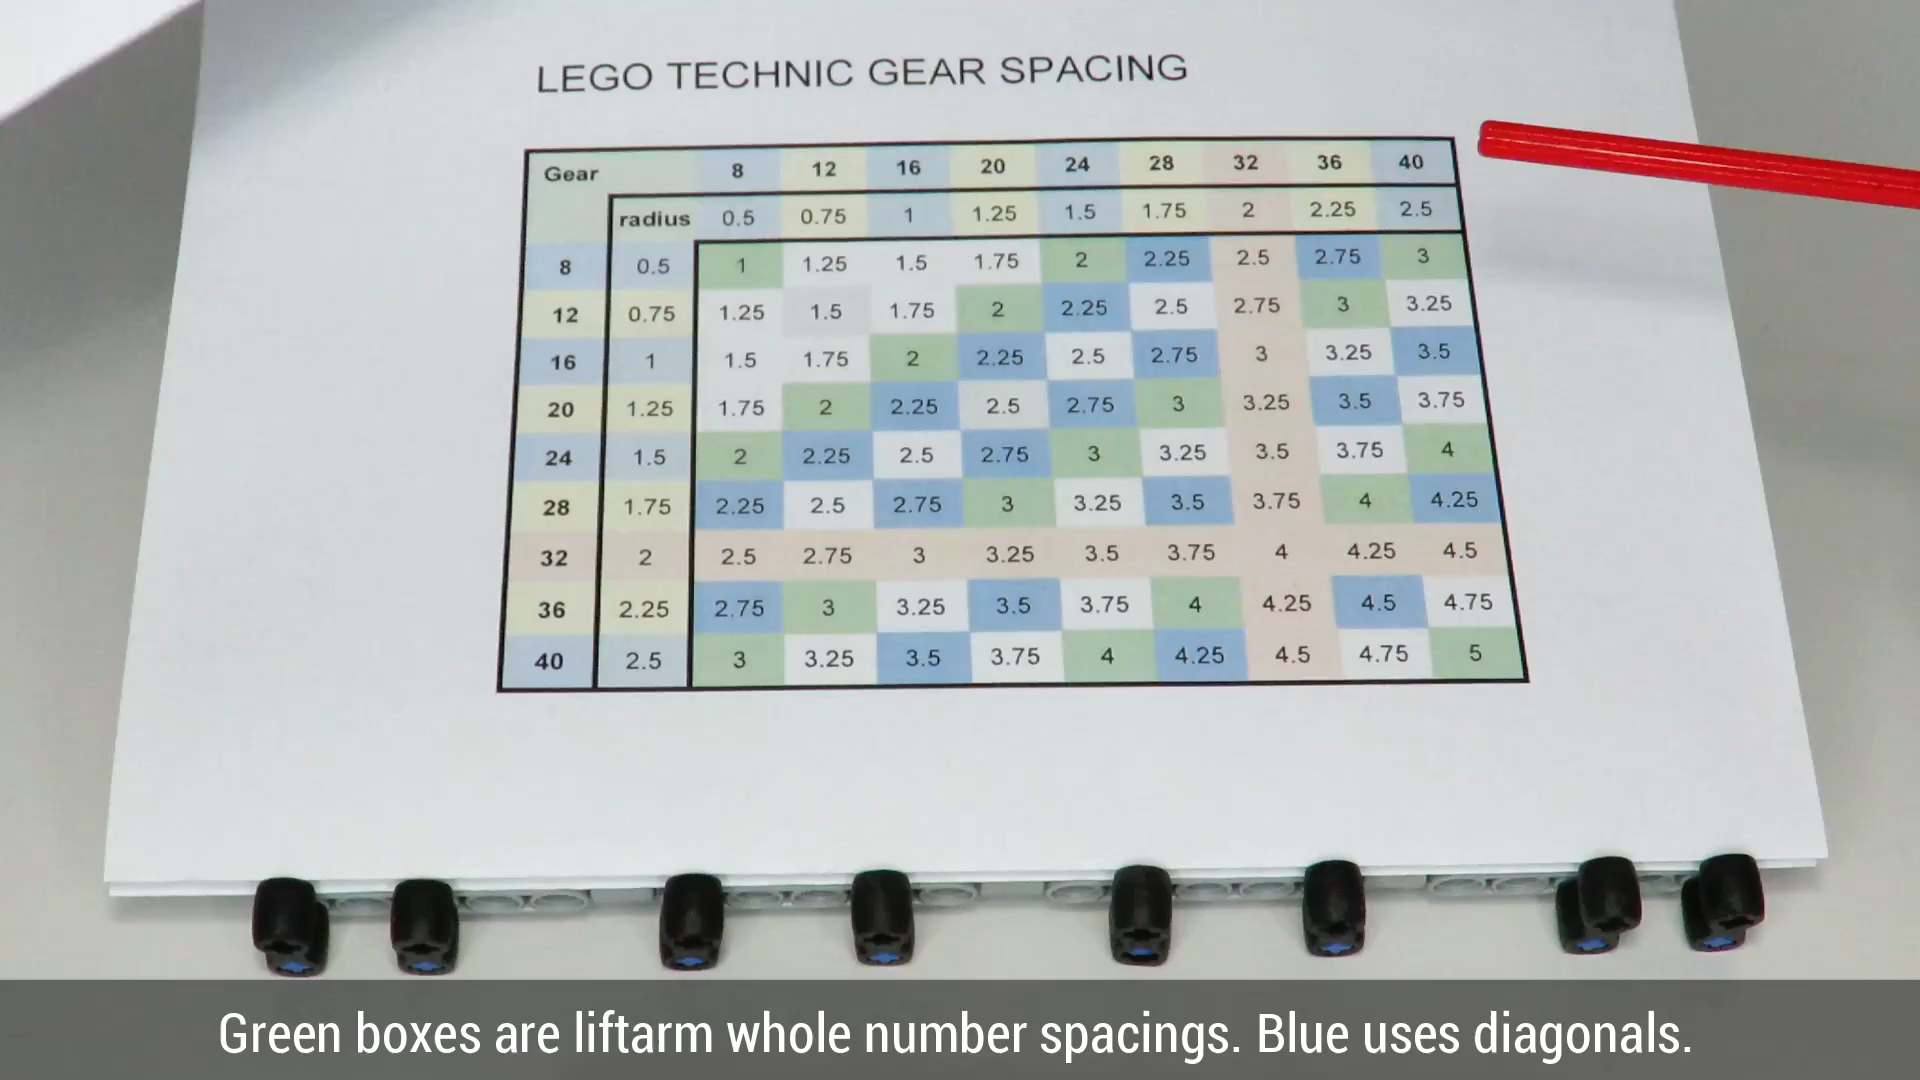 LEGO TECHNIC GEAR SPACING
Gear 8 12 16 20 24 28 32 36 40
radius 0.5 0.75 1 1.25 1.5 1.75 2 2.25 2.5
8 0.5 1 1.25 1.5 1.75 2 2.25 2.5 2.75 3
12 0.75 1.25 1.5 1.75 2 2.25 2.5 2.75 3 3.25
16 1 1.5 1.75 2 2.25 2.5 2.75 3 3.25 3.5
20 1.25 1.75 2 2.25 2.5 2.75 3 3.25 3.5 3.75
24 1.5 2 2.25 2.5 2.75 3 3.25 3.5 3.75 4
28 1.75 2.25 2.5 2.75 3 3.25 3.5 3.75 4 4.25
32 2 2.5 2.75 3 3.25 3.5 3.75 4 4.25 4.5
36 2.25 2.75 3 3.25 3.5 3.75 4 4.25 4.5 4.75
40 2.5 3 3.25 3.5 3.75 4 4.25 4.5 4.75 5
Green boxes are liftarm whole number spacings. Blue uses diagonals.